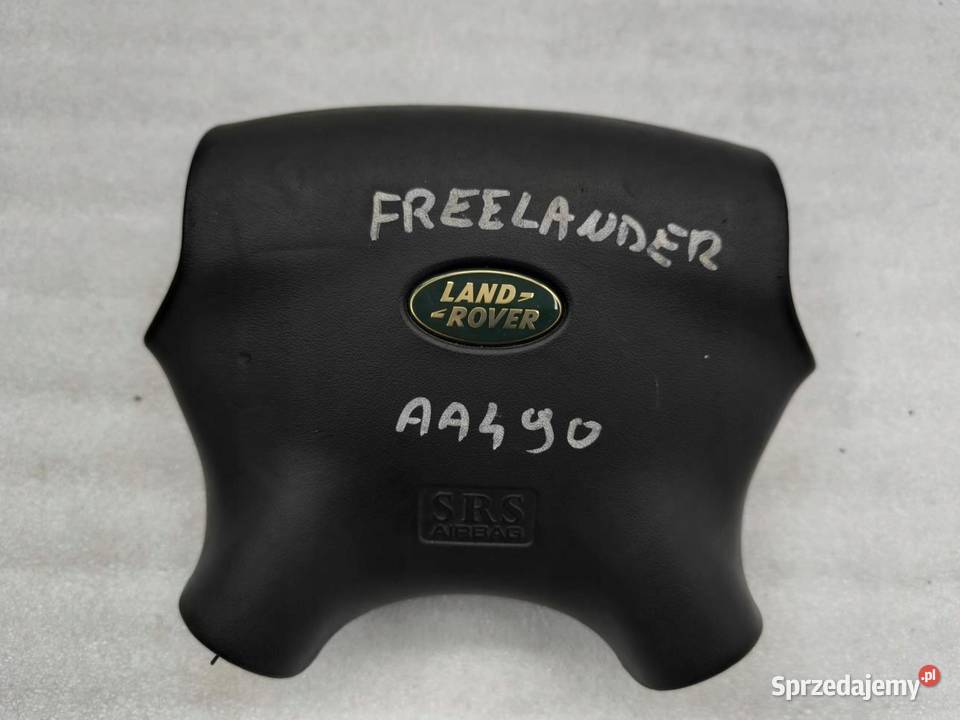 FREELANDER
LAND
ROVER
AA490
SRS
AIRBAG
Sprzedajemy.pl